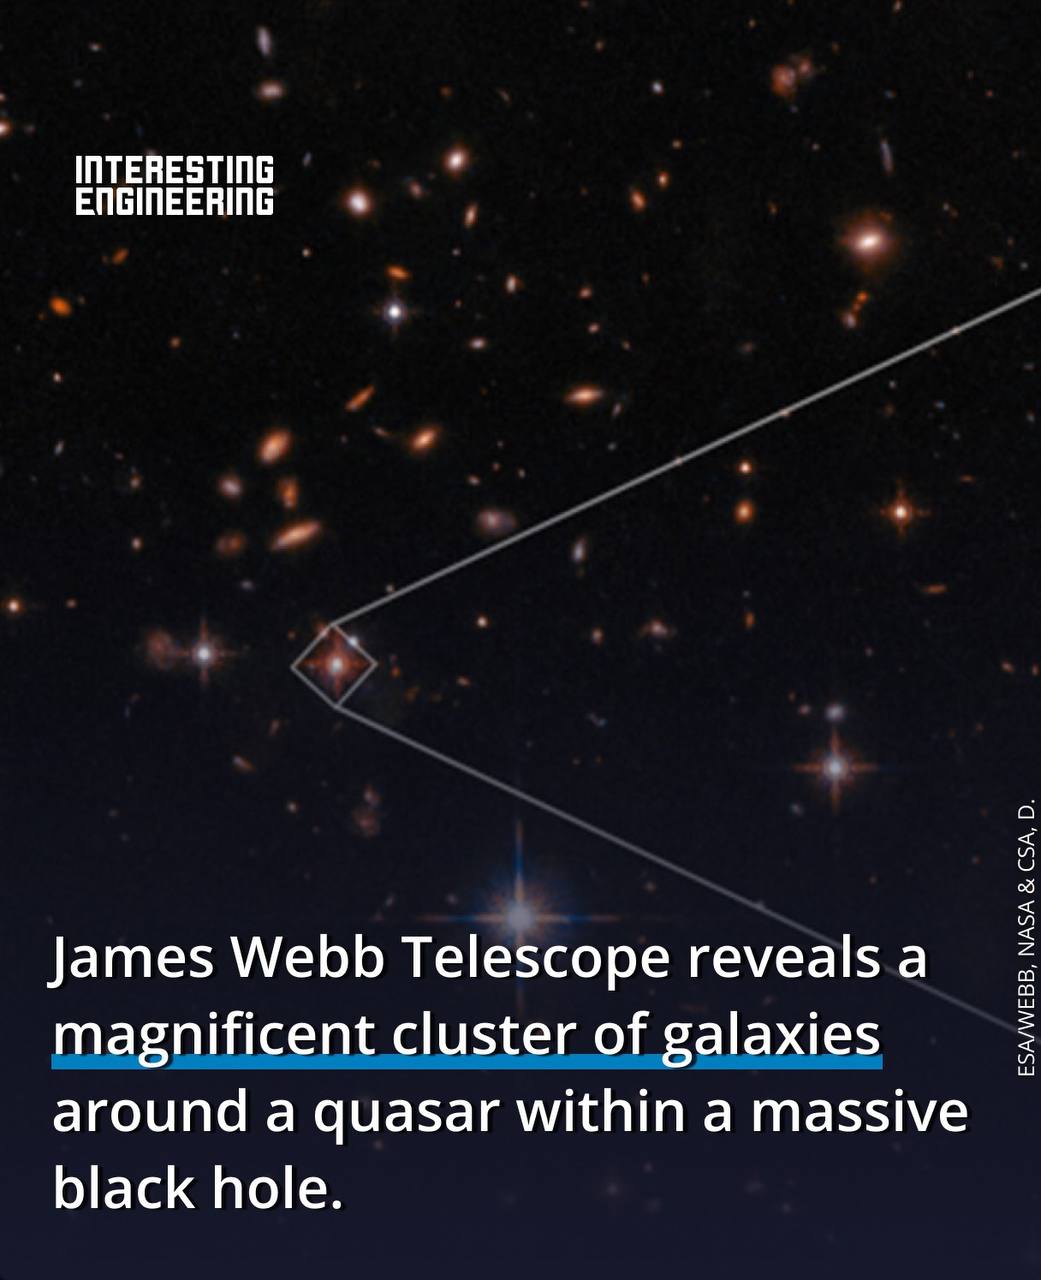 INTERESTING
ENGINEERING
James Webb Telescope reveals a
magnificent cluster of galaxies
around a quasar within a massive
black hole.
ESA/WEBB, NASA & CSA, D.